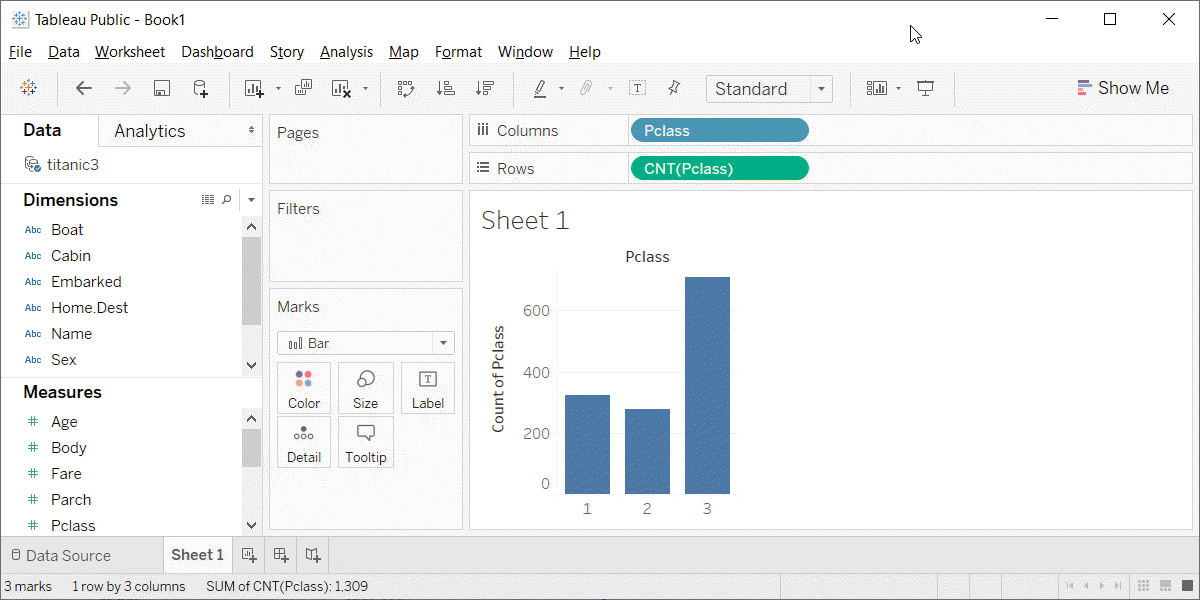 Tableau Public - Book1
File Data Worksheet Dashboard Story Analysis Map Format Window Help
T Standard Show Me
Data Analytics
titanic3
Dimensions
Abc Boat
Abc Cabin
Abc Embarked
Abc Home.Dest
Abc Name
Abc Sex
Measures
# Age
# Body
# Fare
# Parch
# Pclass
Pages
Filters
Marks
Bar
Color Size T Label
Detail Tooltip
Columns Pclass
Rows CNT(Pclass)
Sheet 1
Pclass
Count of Pclass
600
400
200
0
1 2 3
Data Source Sheet 1
3 marks 1 row by 3 columns SUM of CNT(Pclass): 1,309